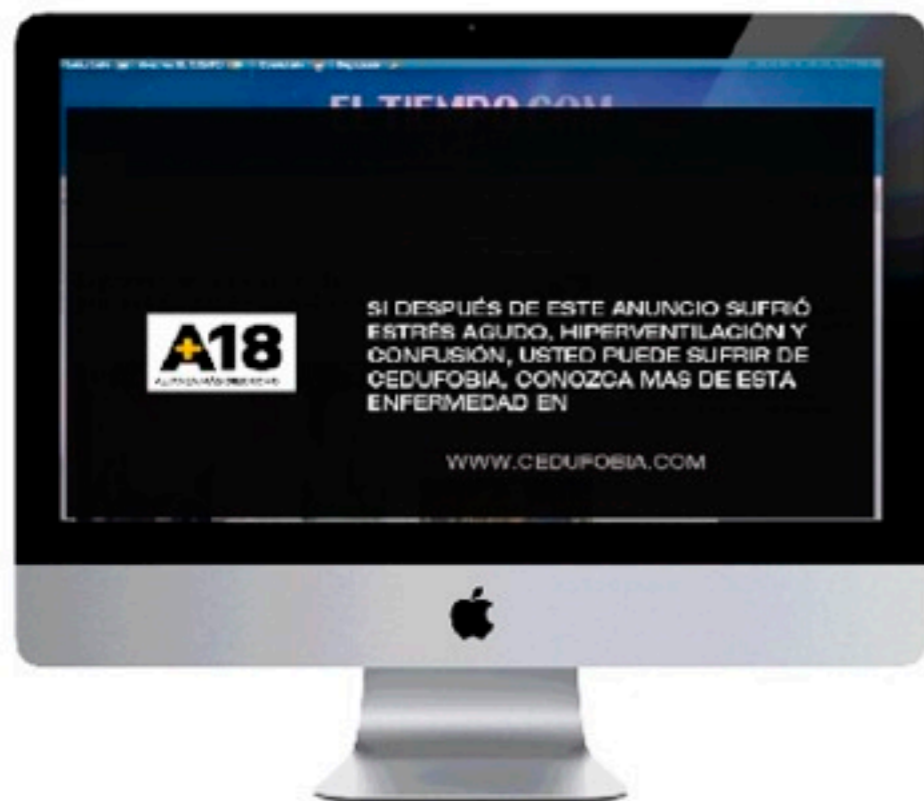 EL TIEMPO.COM
A+18
SI DESPUÉS DE ESTE ANUNCIO SUFRIÓ
ESTRÉS AGUDO, HIPERVENTILACIÓN Y
CONFUSIÓN, USTED PUEDE SUFRIR DE
CEDUFOBIA, CONOZCA MAS DE ESTA
ENFERMEDAD EN
WWW.CEDUFOBIA.COM